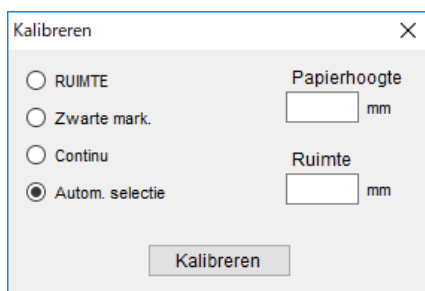 Kalibreren
RUIMTE
Zwarte mark.
Continu
Autom. selectie
Papierhoogte
mm
Ruimte
mm
Kalibreren